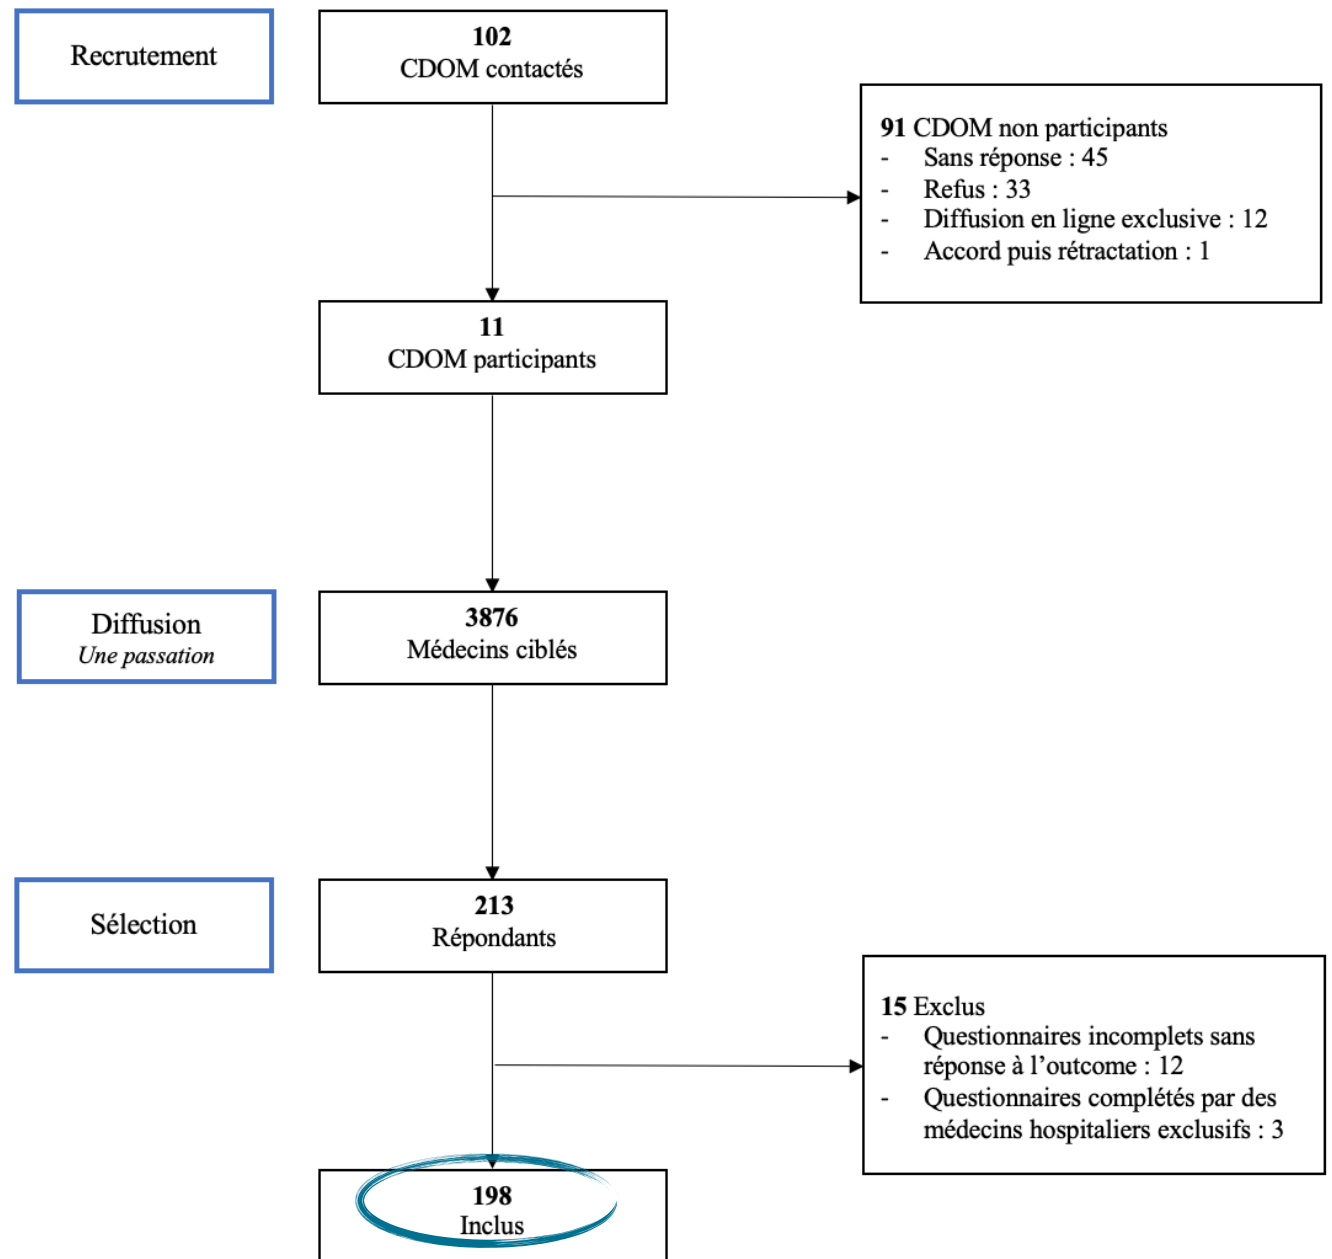 Recrutement
102
CDOM contactés
91 CDOM non participants
- Sans réponse : 45
- Refus : 33
- Diffusion en ligne exclusive : 12
- Accord puis rétractation : 1
11
CDOM participants
Diffusion
Une passation
3876
Médecins ciblés
Sélection
213
Répondants
15 Exclus
- Questionnaires incomplets sans
réponse à l’outcome : 12
- Questionnaires complétés par des
médecins hospitaliers exclusifs : 3
198
Inclus